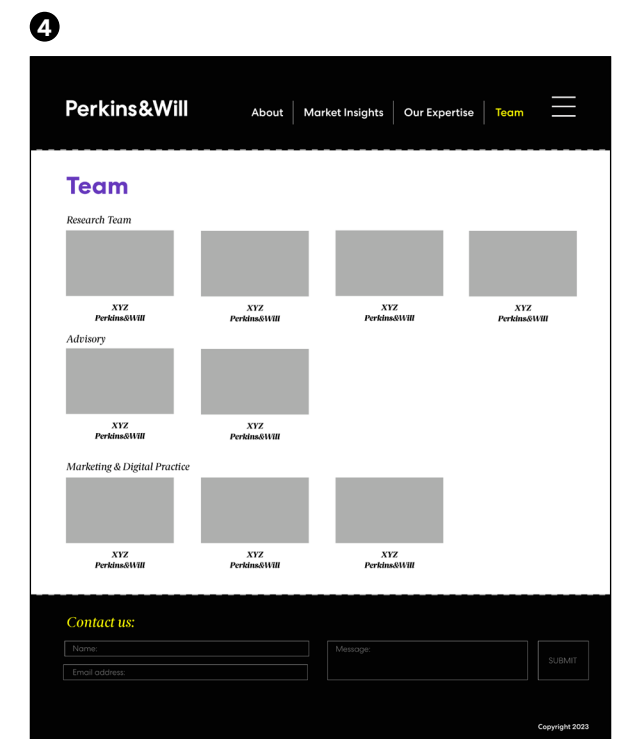 4
Perkins&Will
About Market Insights Our Expertise Team
Team
Research Team
XYZ XYZ XYZ XYZ
Perkins&Will Perkins&Will Perkins&Will Perkins&Will
Advisory
XYZ XYZ
Perkins&Will Perkins&Will
Marketing & Digital Practice
XYZ XYZ XYZ
Perkins&Will Perkins&Will Perkins&Will
Contact us:
Name: Message:
Email address: SUBMIT
Copyright 2023